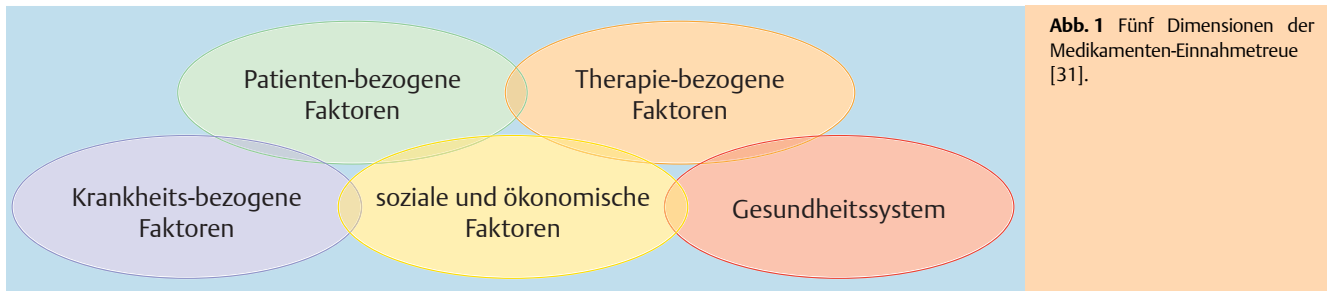 Patienten-bezogene
Faktoren
Therapie-bezogene
Faktoren
Krankheits-bezogene
Faktoren
soziale und ökonomische
Faktoren
Gesundheitssystem
Abb. 1 Fünf Dimensionen der
Medikamenten-Einnahmetreue
[31].